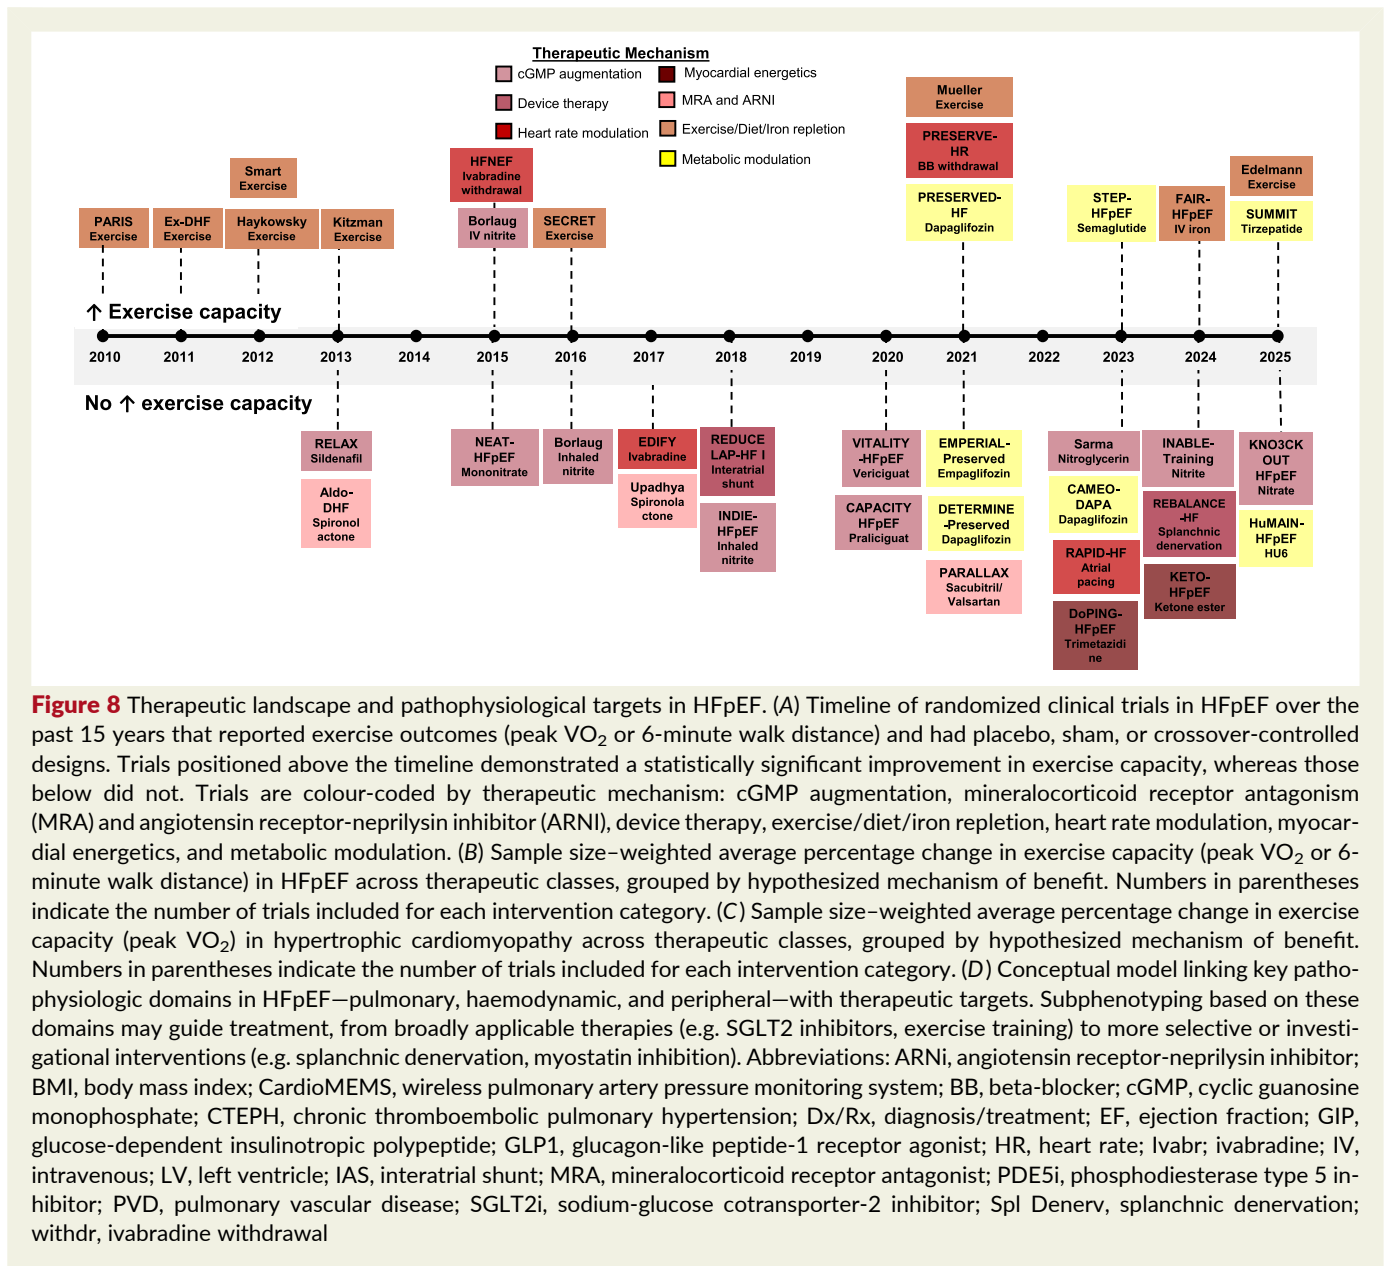 Therapeutic Mechanism
cGMP augmentation
Myocardial energetics
Device therapy
MRA and ARNI
Heart rate modulation
Exercise/Diet/Iron repletion
Metabolic modulation
PARIS
Exercise
Ex-DHF
Exercise
Smart
Exercise
Haykowsky
Exercise
Kitzman
Exercise
HFNEF
Ivabradine
withdrawal
Borlaug
IV nitrite
SECRET
Exercise
Mueller
Exercise
PRESERVE-
HR
BB withdrawal
PRESERVED-
HF
Dapaglifozin
STEP-
HFpEF
Semaglutide
FAIR-
HFpEF
IV iron
Edelmann
Exercise
SUMMIT
Tirzepatide
↑ Exercise capacity
2010 2011 2012 2013 2014 2015 2016 2017 2018 2019 2020 2021 2022 2023 2024 2025
No ↑ exercise capacity
RELAX
Sildenafil
Aldo-
DHF
Spironol
actone
NEAT-
HFpEF
Mononitrate
Borlaug
Inhaled
nitrite
EDIFY
Ivabradine
Upadhya
Spironola
ctone
REDUCE
LAP-HF I
Interatrial
shunt
INDIE-
HFpEF
Inhaled
nitrite
VITALITY
-HFpEF
Vericiguat
CAPACITY
HFpEF
Praliciguat
EMPERIAL-
Preserved
Empaglifozin
DETERMINE
-Preserved
Dapaglifozin
PARALLAX
Sacubitril/
Valsartan
Sarma
Nitroglycerin
CAMEO-
DAPA
Dapaglifozin
RAPID-HF
Atrial
pacing
DoPING-
HFpEF
Trimetazidi
ne
INABLE-
Training
Nitrite
REBALANCE
-HF
Splanchnic
denervation
KETO-
HFpEF
Ketone ester
KNO3CK
OUT
HFpEF
Nitrate
HuMAIN-
HFpEF
HU6
Figure 8 Therapeutic landscape and pathophysiological targets in HFpEF. (A) Timeline of randomized clinical trials in HFpEF over the
past 15 years that reported exercise outcomes (peak VO2 or 6-minute walk distance) and had placebo, sham, or crossover-controlled
designs. Trials positioned above the timeline demonstrated a statistically significant improvement in exercise capacity, whereas those
below did not. Trials are colour-coded by therapeutic mechanism: cGMP augmentation, mineralocorticoid receptor antagonism
(MRA) and angiotensin receptor-neprilysin inhibitor (ARNI), device therapy, exercise/diet/iron repletion, heart rate modulation, myocar-
dial energetics, and metabolic modulation. (B) Sample size–weighted average percentage change in exercise capacity (peak VO2 or 6-
minute walk distance) in HFpEF across therapeutic classes, grouped by hypothesized mechanism of benefit. Numbers in parentheses
indicate the number of trials included for each intervention category. (C) Sample size–weighted average percentage change in exercise
capacity (peak VO2) in hypertrophic cardiomyopathy across therapeutic classes, grouped by hypothesized mechanism of benefit.
Numbers in parentheses indicate the number of trials included for each intervention category. (D) Conceptual model linking key patho-
physiologic domains in HFpEF—pulmonary, haemodynamic, and peripheral—with therapeutic targets. Subphenotyping based on these
domains may guide treatment, from broadly applicable therapies (e.g. SGLT2 inhibitors, exercise training) to more selective or investi-
gational interventions (e.g. splanchnic denervation, myostatin inhibition). Abbreviations: ARNi, angiotensin receptor-neprilysin inhibitor;
BMI, body mass index; CardioMEMS, wireless pulmonary artery pressure monitoring system; BB, beta-blocker; cGMP, cyclic guanosine
monophosphate; CTEPH, chronic thromboembolic pulmonary hypertension; Dx/Rx, diagnosis/treatment; EF, ejection fraction; GIP,
glucose-dependent insulinotropic polypeptide; GLP1, glucagon-like peptide-1 receptor agonist; HR, heart rate; Ivabr; ivabradine; IV,
intravenous; LV, left ventricle; IAS, interatrial shunt; MRA, mineralocorticoid receptor antagonist; PDE5i, phosphodiesterase type 5 in-
hibitor; PVD, pulmonary vascular disease; SGLT2i, sodium-glucose cotransporter-2 inhibitor; Spl Denerv, splanchnic denervation;
withdr, ivabradine withdrawal